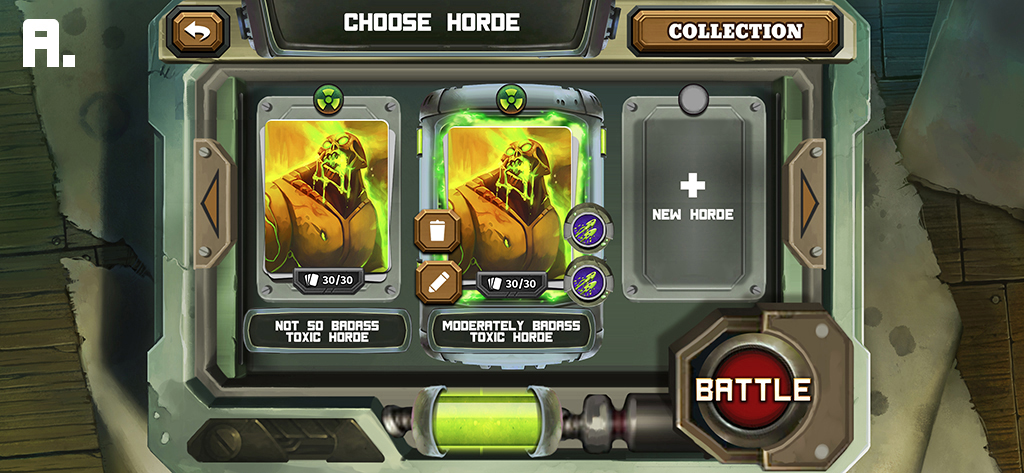 A.
CHOOSE HORDE
COLLECTION
30/30
30/30
NEW HORDE
NOT SO BADASS
TOXIC HORDE
MODERATELY BADASS
TOXIC HORDE
BATTLE